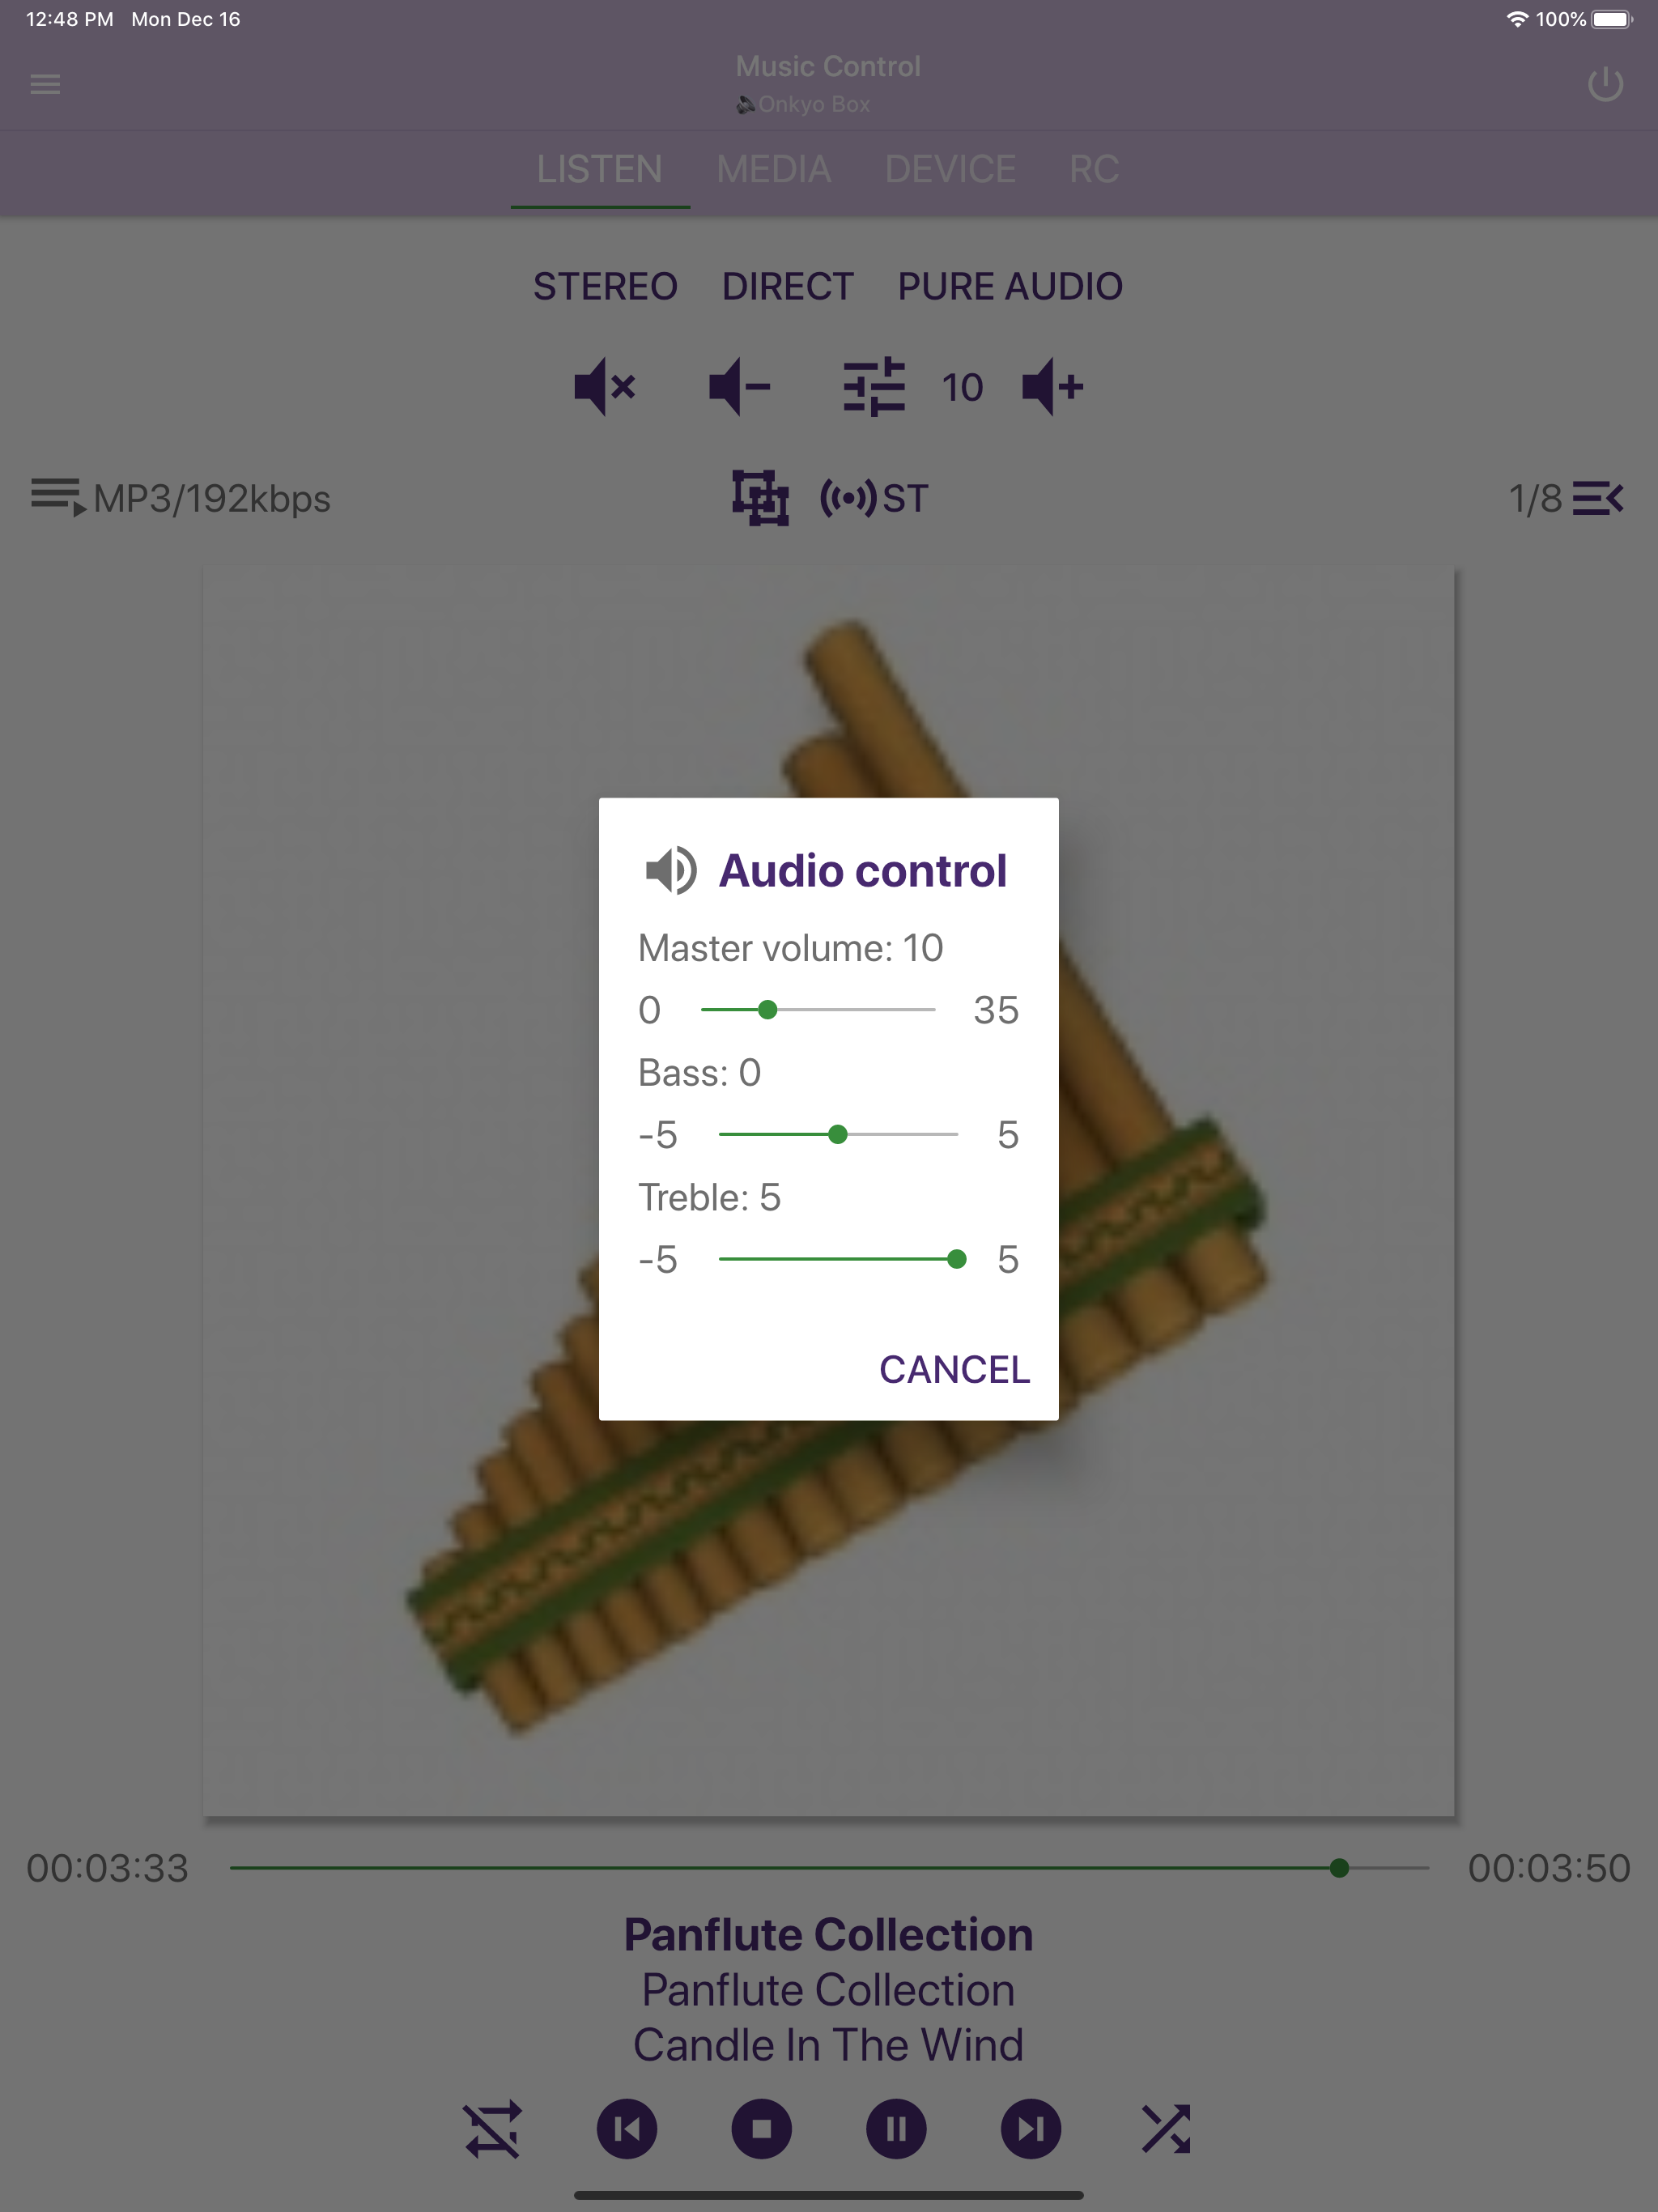 12:48 PM Mon Dec 16 100%
Music Control
Onkyo Box
LISTEN MEDIA DEVICE RC
STEREO DIRECT PURE AUDIO
10
MP3/192kbps ST 1/8
Audio control
Master volume: 10
0 35
Bass: 0
-5 5
Treble: 5
-5 5
CANCEL
00:03:33 00:03:50
Panflute Collection
Panflute Collection
Candle In The Wind